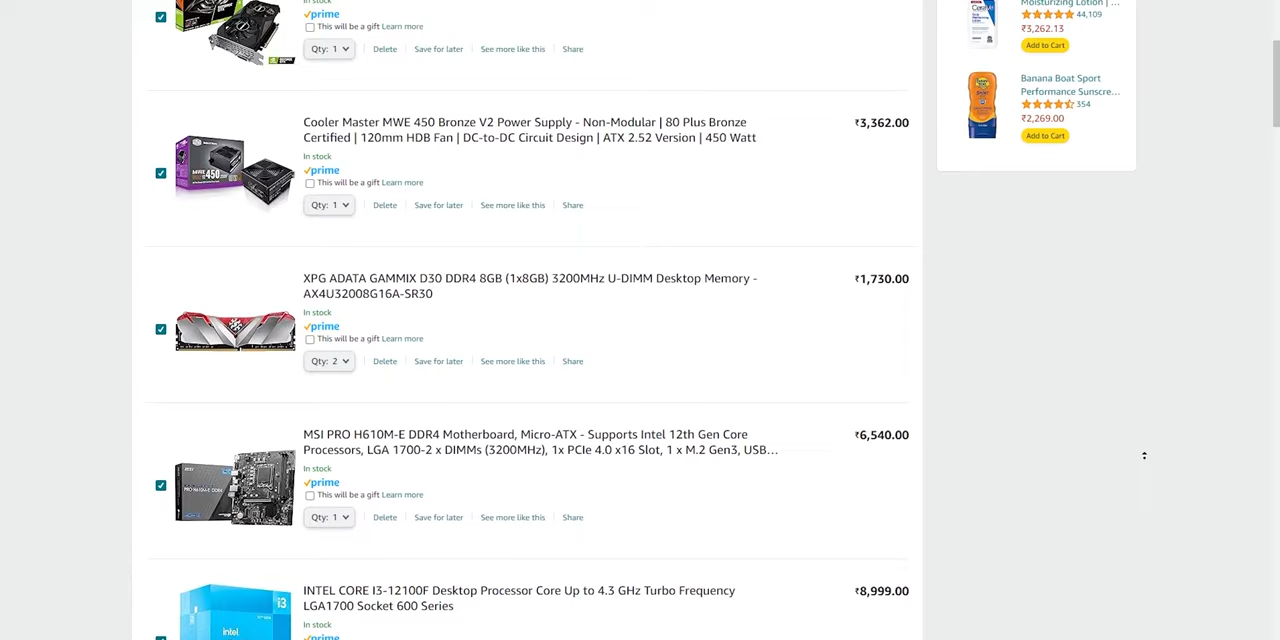 In stock
prime
This will be a gift Learn more
Qty: 1 Delete Save for later See more like this Share
Cooler Master MWE 450 Bronze V2 Power Supply - Non-Modular | 80 Plus Bronze
Certified | 120mm HDB Fan | DC-to-DC Circuit Design | ATX 2.52 Version | 450 Watt
₹3,362.00
In stock
prime
This will be a gift Learn more
Qty: 1 Delete Save for later See more like this Share
XPG ADATA GAMMIX D30 DDR4 8GB (1x8GB) 3200MHz U-DIMM Desktop Memory -
AX4U32008G16A-SR30
₹1,730.00
In stock
prime
This will be a gift Learn more
Qty: 2 Delete Save for later See more like this Share
MSI PRO H610M-E DDR4 Motherboard, Micro-ATX - Supports Intel 12th Gen Core
Processors, LGA 1700-2 x DIMMs (3200MHz), 1x PCIe 4.0 x16 Slot, 1 x M.2 Gen3, USB...
₹6,540.00
In stock
prime
This will be a gift Learn more
Qty: 1 Delete Save for later See more like this Share
INTEL CORE I3-12100F Desktop Processor Core Up to 4.3 GHz Turbo Frequency
LGA1700 Socket 600 Series
₹8,999.00
In stock
prime
i3
intel
450
CeraVe
Moisturizing Lotion | ...
44,109
₹3,262.13
Add to Cart
Banana Boat Sport
Performance Sunscre...
354
₹2,269.00
Add to Cart